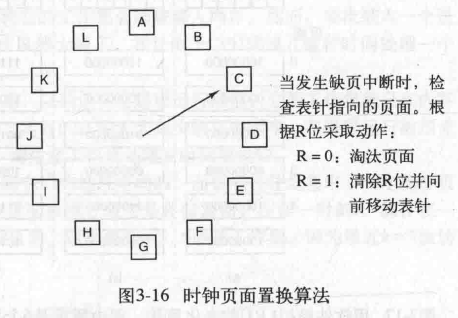 A
B
C
D
E
F
G
H
I
J
K
L
当发生缺页中断时，检
查表针指向的页面。根
据R位采取动作：
R = 0：淘汰页面
R = 1：清除R位并向
前移动表针
图3-16 时钟页面置换算法